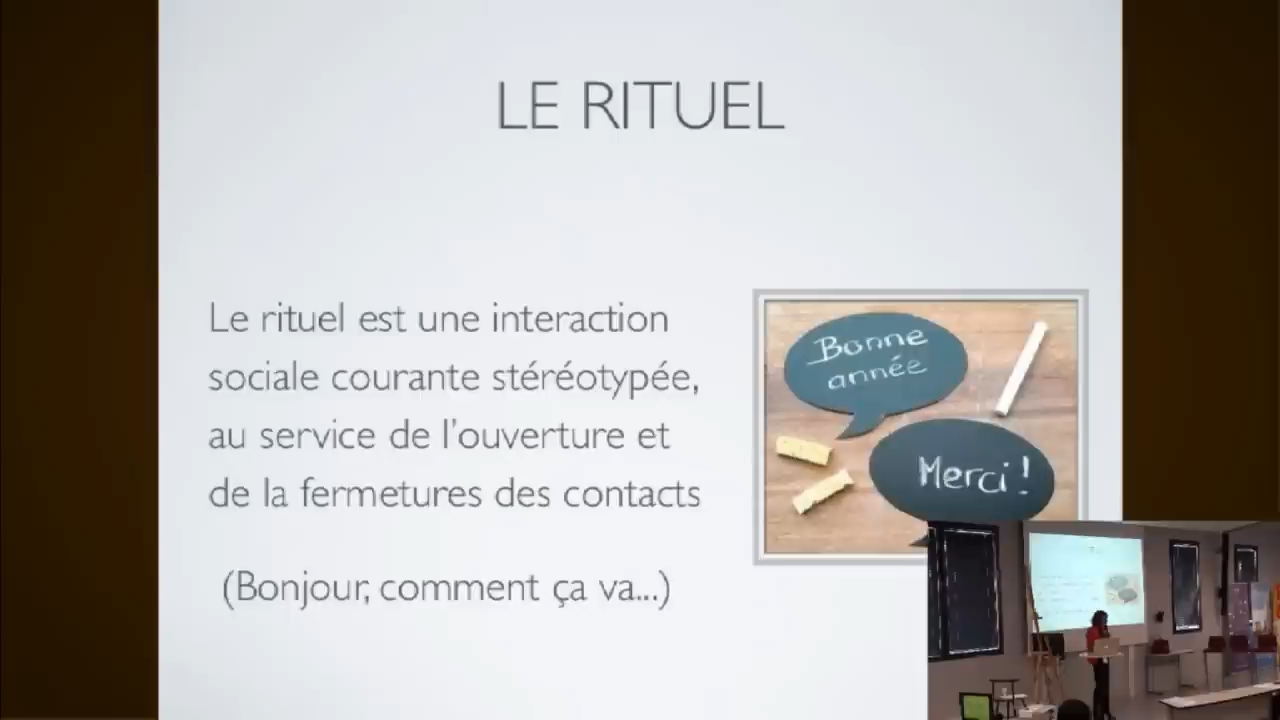 LE RITUEL
Le rituel est une interaction
sociale courante stéréotypée,
au service de l'ouverture et
de la fermetures des contacts
(Bonjour, comment ça va...)
Bonne
année
Merci !